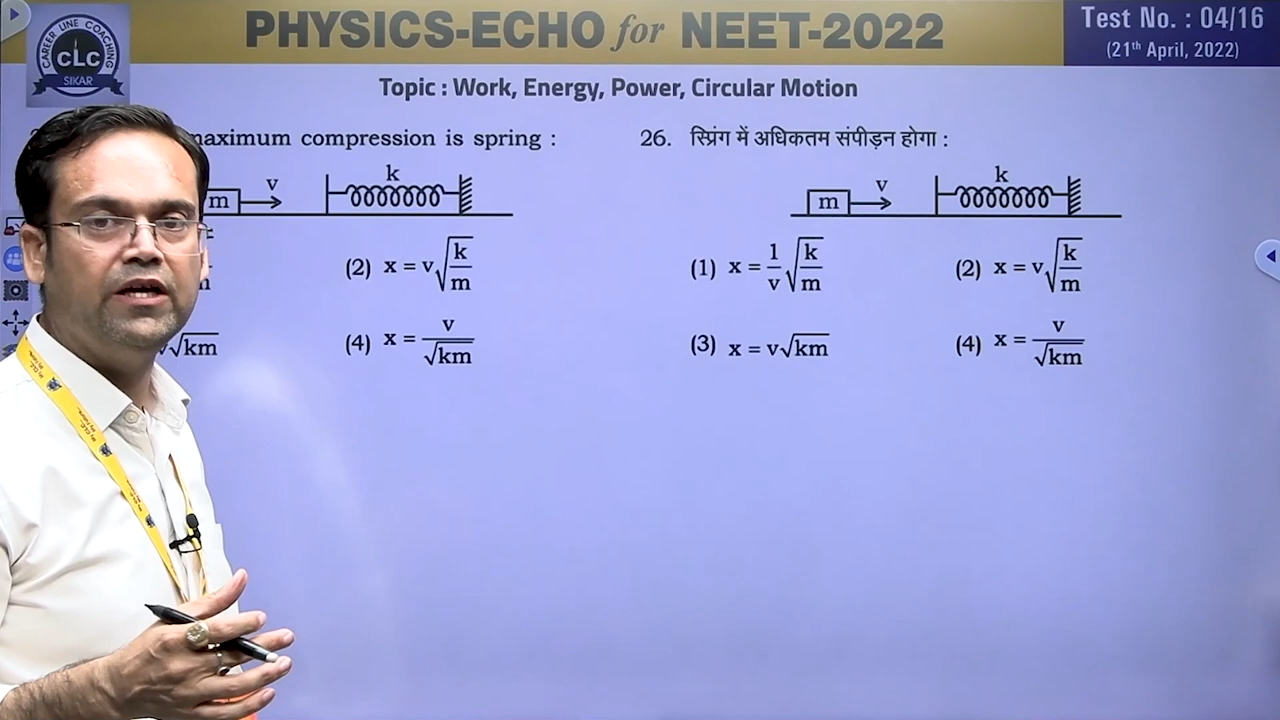 PHYSICS-ECHO for NEET-2022
Test No. : 04/16
(21th April, 2022)
CAREER LINE COACHING
CLC
SIKAR
Topic : Work, Energy, Power, Circular Motion
maximum compression is spring :
m v k
(2) x = v√(k/m)
√km
(4) x = v/√km
26. स्प्रिंग में अधिकतम संपीड़न होगा :
m v k
(1) x = 1/v √(k/m) (2) x = v√(k/m)
(3) x = v√km (4) x = v/√km